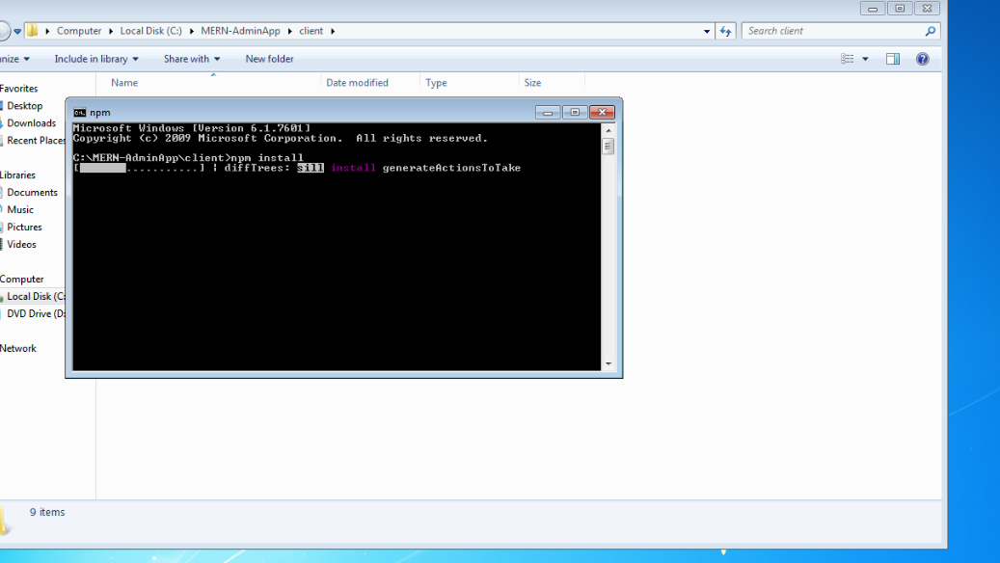 Computer Local Disk (C:) MERN-AdminApp client
Search client
Include in library Share with New folder
Name Date modified Type Size
Favorites
Desktop
Downloads
Recent Places
Libraries
Documents
Music
Pictures
Videos
Computer
Local Disk (C:
DVD Drive (D:
Network
npm
Microsoft Windows [Version 6.1.7601]
Copyright (c) 2009 Microsoft Corporation. All rights reserved.
C:\MERN-AdminApp\client>npm install
[ ...........] | diffTrees: sill install generateActionsToTake
9 items